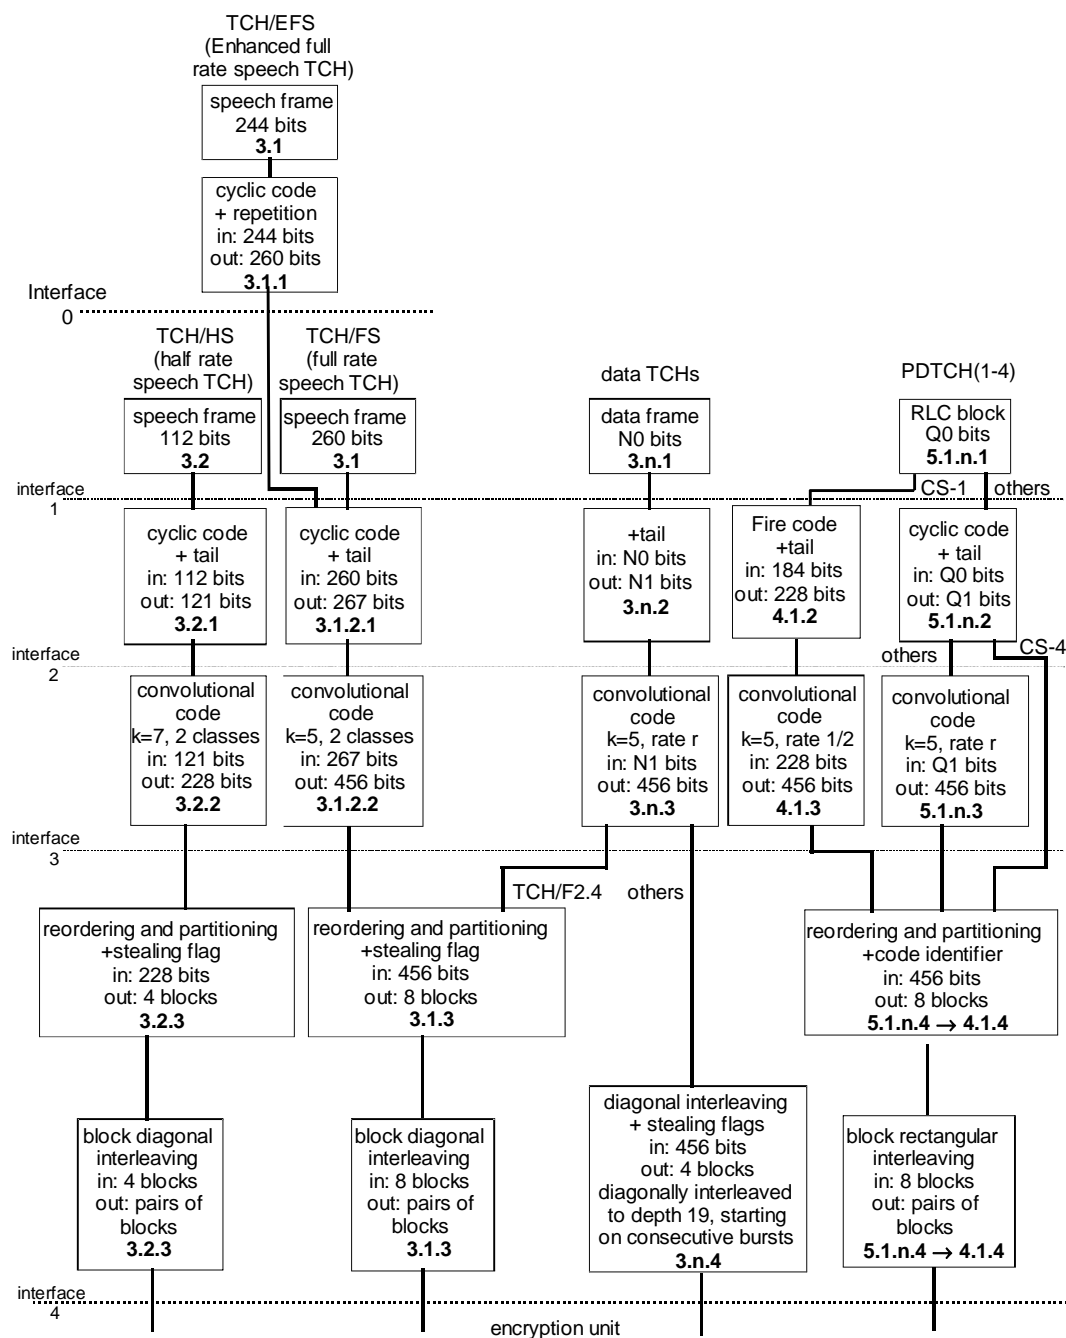 TCH/EFS
(Enhanced full
rate speech TCH)
speech frame
244 bits
3.1
cyclic code
+ repetition
in: 244 bits
out: 260 bits
3.1.1
Interface
0
TCH/HS
(half rate
speech TCH)
TCH/FS
(full rate
speech TCH)
data TCHs
PDTCH(1-4)
speech frame
112 bits
3.2
speech frame
260 bits
3.1
data frame
N0 bits
3.n.1
RLC block
Q0 bits
5.1.n.1
interface
1
CS-1
others
cyclic code
+ tail
in: 112 bits
out: 121 bits
3.2.1
cyclic code
+ tail
in: 260 bits
out: 267 bits
3.1.2.1
+tail
in: N0 bits
out: N1 bits
3.n.2
Fire code
+tail
in: 184 bits
out: 228 bits
4.1.2
cyclic code
+ tail
in: Q0 bits
out: Q1 bits
5.1.n.2
interface
2
others
CS-4
convolutional
code
k=7, 2 classes
in: 121 bits
out: 228 bits
3.2.2
convolutional
code
k=5, 2 classes
in: 267 bits
out: 456 bits
3.1.2.2
convolutional
code
k=5, rate r
in: N1 bits
out: 456 bits
3.n.3
convolutional
code
k=5, rate 1/2
in: 228 bits
out: 456 bits
4.1.3
convolutional
code
k=5, rate r
in: Q1 bits
out: 456 bits
5.1.n.3
interface
3
TCH/F2.4
others
reordering and partitioning
+stealing flag
in: 228 bits
out: 4 blocks
3.2.3
reordering and partitioning
+stealing flag
in: 456 bits
out: 8 blocks
3.1.3
reordering and partitioning
+code identifier
in: 456 bits
out: 8 blocks
5.1.n.4 → 4.1.4
block diagonal
interleaving
in: 4 blocks
out: pairs of
blocks
3.2.3
block diagonal
interleaving
in: 8 blocks
out: pairs of
blocks
3.1.3
diagonal interleaving
+ stealing flags
in: 456 bits
out: 4 blocks
diagonally interleaved
to depth 19, starting
on consecutive bursts
3.n.4
block rectangular
interleaving
in: 8 blocks
out: pairs of
blocks
5.1.n.4 → 4.1.4
interface
4
encryption unit